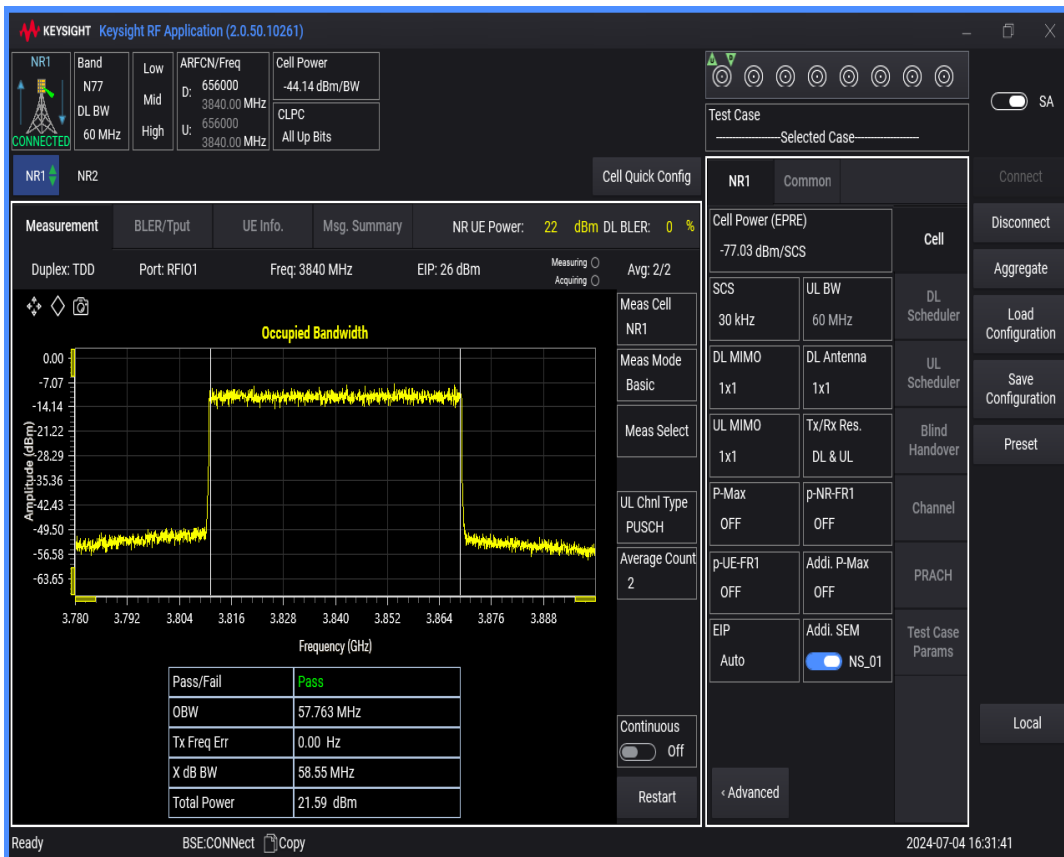 KEYSIGHT Keysight RF Application (2.0.50.10261)
NR1
CONNECTED
Band
N77
DL BW
60 MHz
Low
Mid
High
ARFCN/Freq
D: 656000
3840.00 MHz
U: 656000
3840.00 MHz
Cell Power
-44.14 dBm/BW
CLPC
All Up Bits
Test Case
--------------------Selected Case--------------------
SA
NR1 NR2 Cell Quick Config
Measurement BLER/Tput UE Info. Msg. Summary NR UE Power: 22 dBm DL BLER: 0 %
Duplex: TDD Port: RFIO1 Freq: 3840 MHz EIP: 26 dBm Measuring Avg: 2/2
Acquiring
Occupied Bandwidth
Amplitude (dBm)
0.00
-7.07
-14.14
-21.22
-28.29
-35.36
-42.43
-49.50
-56.58
-63.65
3.780 3.792 3.804 3.816 3.828 3.840 3.852 3.864 3.876 3.888
Frequency (GHz)
Pass/Fail Pass
OBW 57.763 MHz
Tx Freq Err 0.00 Hz
X dB BW 58.55 MHz
Total Power 21.59 dBm
Meas Cell
NR1
Meas Mode
Basic
Meas Select
UL Chnl Type
PUSCH
Average Count
2
Continuous
Off
Restart
NR1 Common
Cell Power (EPRE)
-77.03 dBm/SCS
SCS
30 kHz
UL BW
60 MHz
DL MIMO
1x1
DL Antenna
1x1
UL MIMO
1x1
Tx/Rx Res.
DL & UL
P-Max
OFF
p-NR-FR1
OFF
p-UE-FR1
OFF
Addi. P-Max
OFF
EIP
Auto
Addi. SEM
NS_01
‹ Advanced
Cell
DL
Scheduler
UL
Scheduler
Blind
Handover
Channel
PRACH
Test Case
Params
Connect
Disconnect
Aggregate
Load
Configuration
Save
Configuration
Preset
Local
Ready BSE:CONNect Copy 2024-07-04 16:31:41